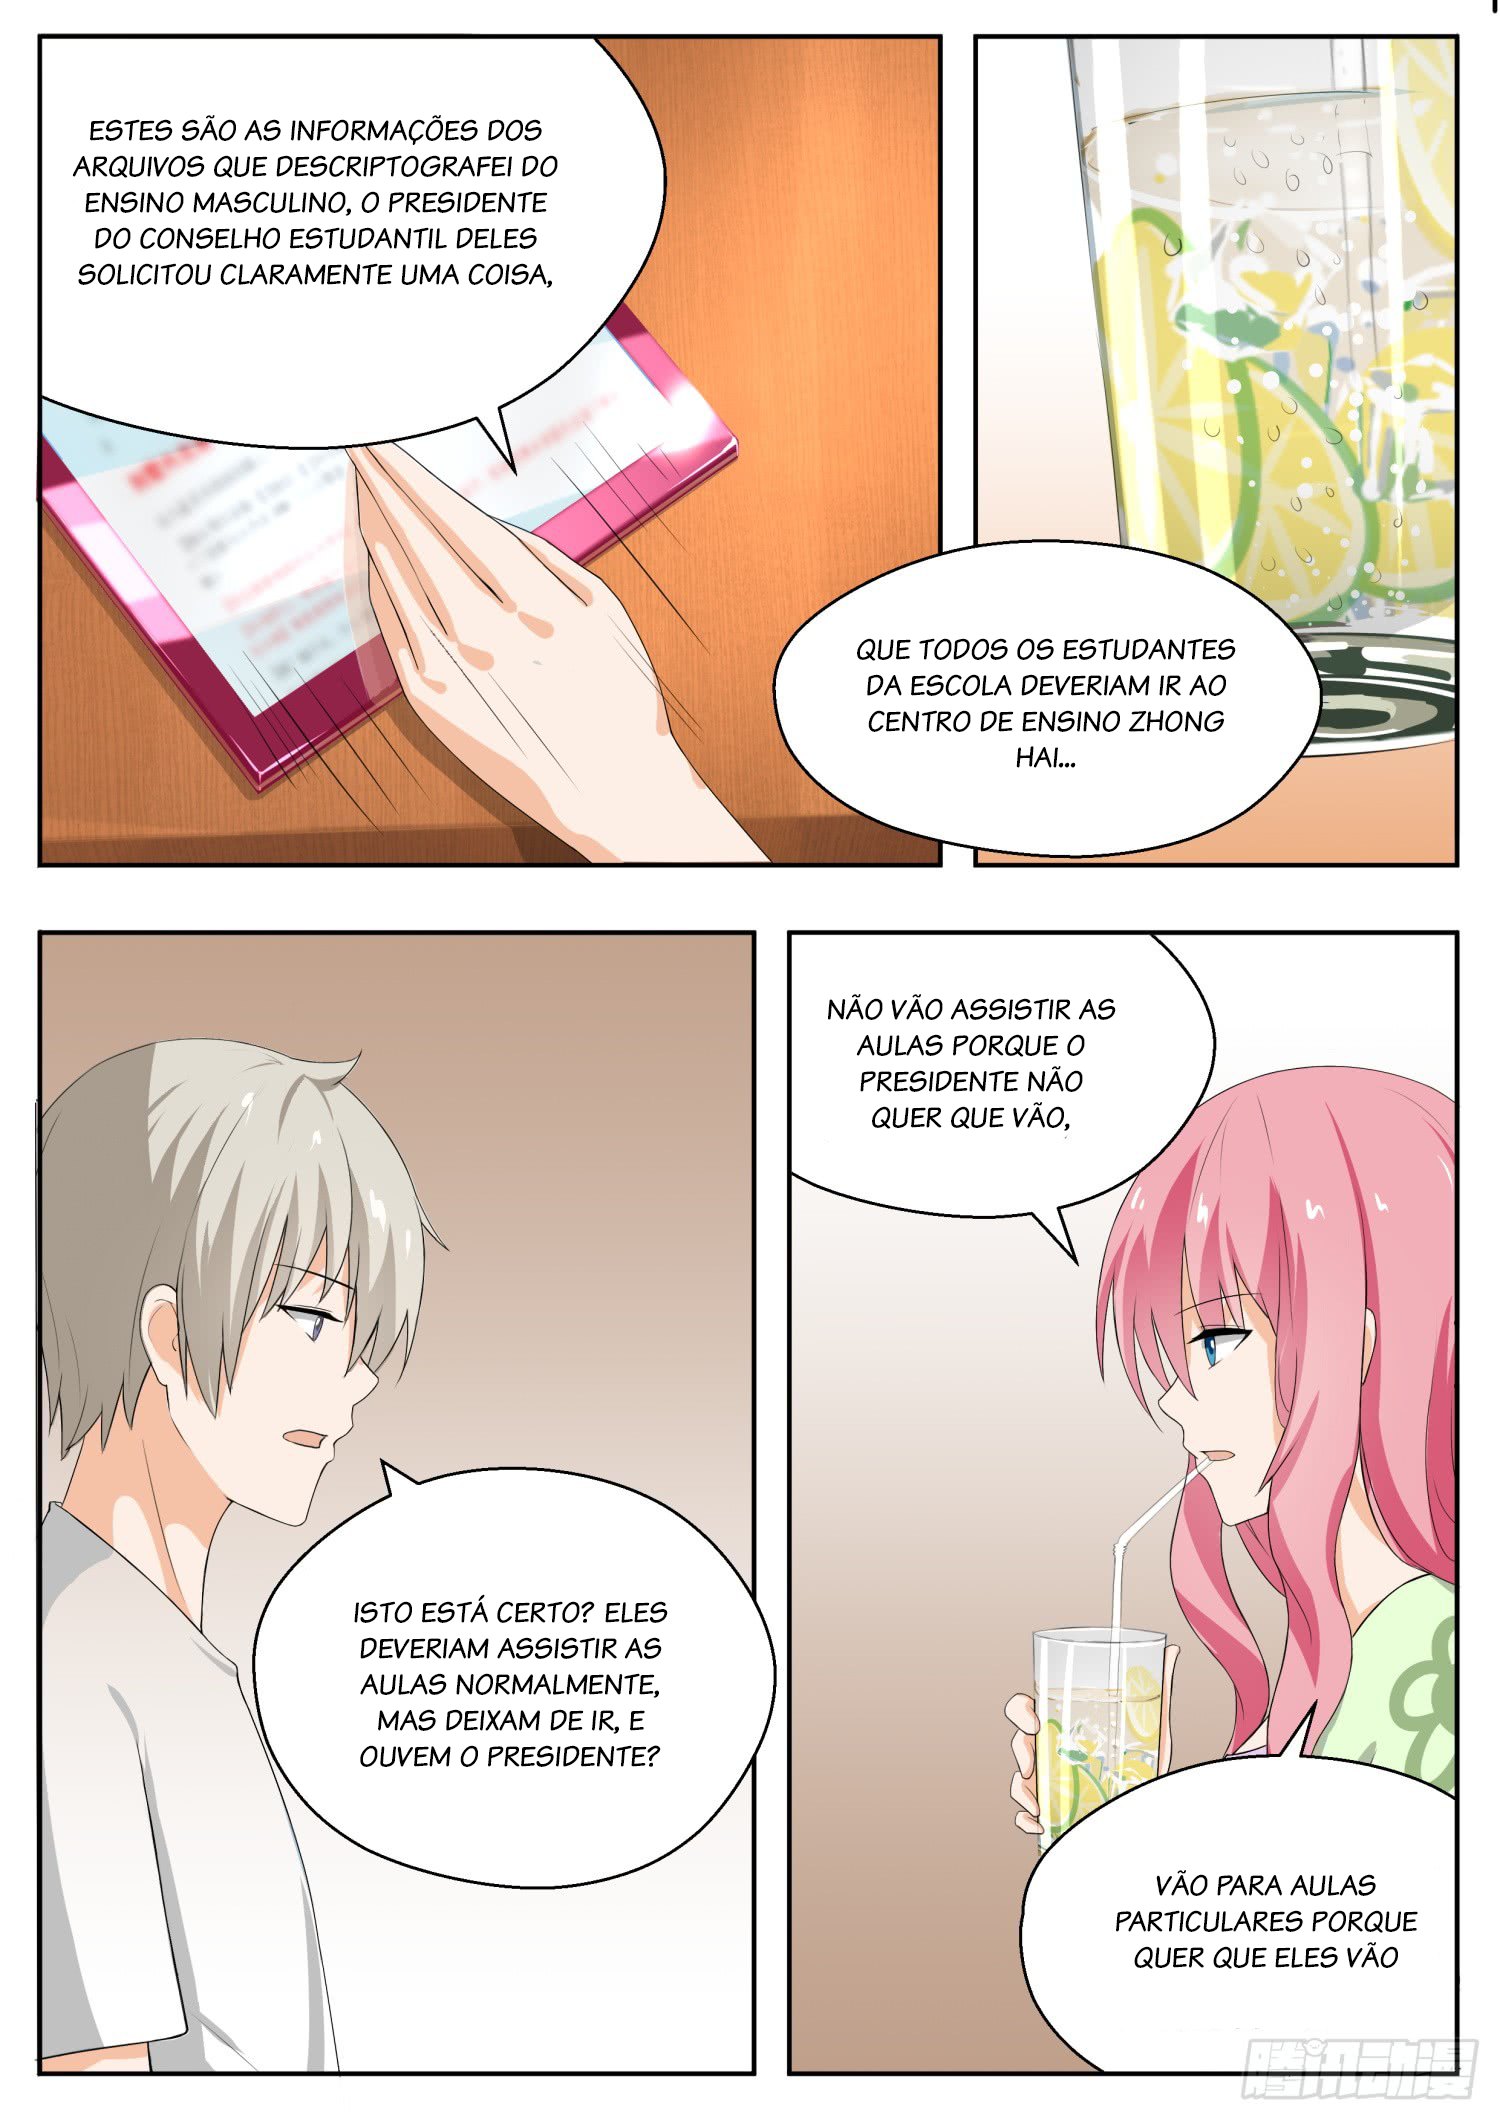 ESTES SÃO AS INFORMAÇÕES DOS
ARQUIVOS QUE DESCRIPTOGRAFEI DO
ENSINO MASCULINO, O PRESIDENTE
DO CONSELHO ESTUDANTIL DELES
SOLICITOU CLARAMENTE UMA COISA,
QUE TODOS OS ESTUDANTES
DA ESCOLA DEVERIAM IR AO
CENTRO DE ENSINO ZHONG
HAI...
NÃO VÃO ASSISTIR AS
AULAS PORQUE O
PRESIDENTE NÃO
QUER QUE VÃO,
ISTO ESTÁ CERTO? ELES
DEVERIAM ASSISTIR AS
AULAS NORMALMENTE,
MAS DEIXAM DE IR, E
OUVEM O PRESIDENTE?
VÃO PARA AULAS
PARTICULARES PORQUE
QUER QUE ELES VÃO
腾讯动漫